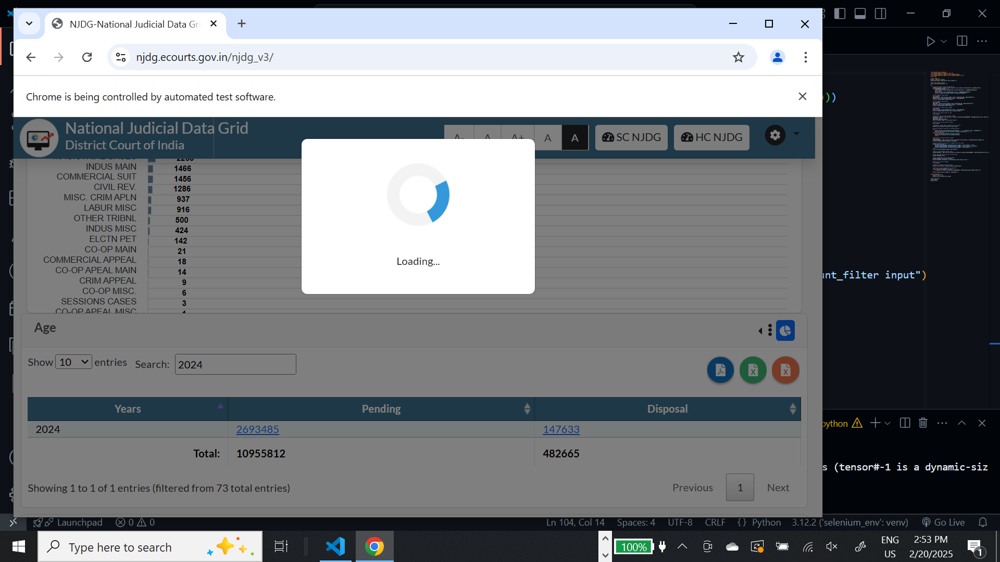 NJDG-National Judicial Data Gri
njdg.ecourts.gov.in/njdg_v3/
Chrome is being controlled by automated test software.
National Judicial Data Grid
District Court of India
A-
A
A+
A
A
SC NJDG
HC NJDG
INDUS MAIN 1466
COMMERCIAL SUIT 1456
CIVIL REV. 1286
MISC. CRIM APLN 937
LABUR MISC 916
OTHER TRIBNL 500
INDUS MISC 424
ELCTN PET 142
CO-OP MAIN 21
COMMERCIAL APPEAL 18
CO-OP APEAL MAIN 14
CRIM APPEAL 9
CO-OP MISC. 6
SESSIONS CASES 3
CO-OP APEAL MISC 1
Loading...
))
unt_filter input")
Age
Show 10 entries Search: 2024
Years Pending Disposal
2024 2693485 147633
Total: 10955812 482665
Showing 1 to 1 of 1 entries (filtered from 73 total entries)
Previous 1 Next
python
s (tensor#-1 is a dynamic-siz
Launchpad 0 0 Ln 104, Col 14 Spaces: 4 UTF-8 CRLF {} Python 3.12.2 ('selenium_env': venv) Go Live
Type here to search
100%
ENG
US
2:53 PM
2/20/2025
1